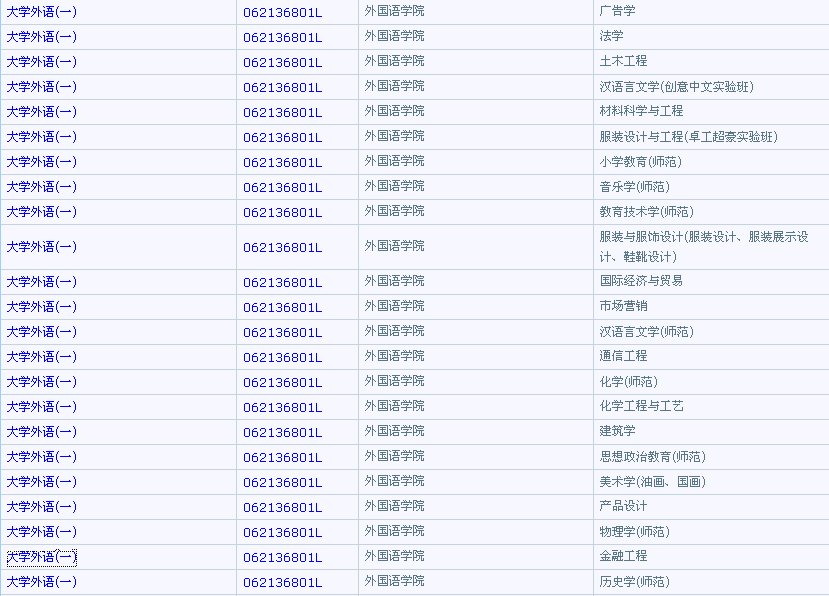 大学外语(一) 062136801L 外国语学院 广告学
大学外语(一) 062136801L 外国语学院 法学
大学外语(一) 062136801L 外国语学院 土木工程
大学外语(一) 062136801L 外国语学院 汉语言文学(创意中文实验班)
大学外语(一) 062136801L 外国语学院 材料科学与工程
大学外语(一) 062136801L 外国语学院 服装设计与工程(卓工超豪实验班)
大学外语(一) 062136801L 外国语学院 小学教育(师范)
大学外语(一) 062136801L 外国语学院 音乐学(师范)
大学外语(一) 062136801L 外国语学院 教育技术学(师范)
大学外语(一) 062136801L 外国语学院 服装与服饰设计(服装设计、服装展示设
计、鞋靴设计)
大学外语(一) 062136801L 外国语学院 国际经济与贸易
大学外语(一) 062136801L 外国语学院 市场营销
大学外语(一) 062136801L 外国语学院 汉语言文学(师范)
大学外语(一) 062136801L 外国语学院 通信工程
大学外语(一) 062136801L 外国语学院 化学(师范)
大学外语(一) 062136801L 外国语学院 化学工程与工艺
大学外语(一) 062136801L 外国语学院 建筑学
大学外语(一) 062136801L 外国语学院 思想政治教育(师范)
大学外语(一) 062136801L 外国语学院 美术学(油画、国画)
大学外语(一) 062136801L 外国语学院 产品设计
大学外语(一) 062136801L 外国语学院 物理学(师范)
大学外语(一) 062136801L 外国语学院 金融工程
大学外语(一) 062136801L 外国语学院 历史学(师范)